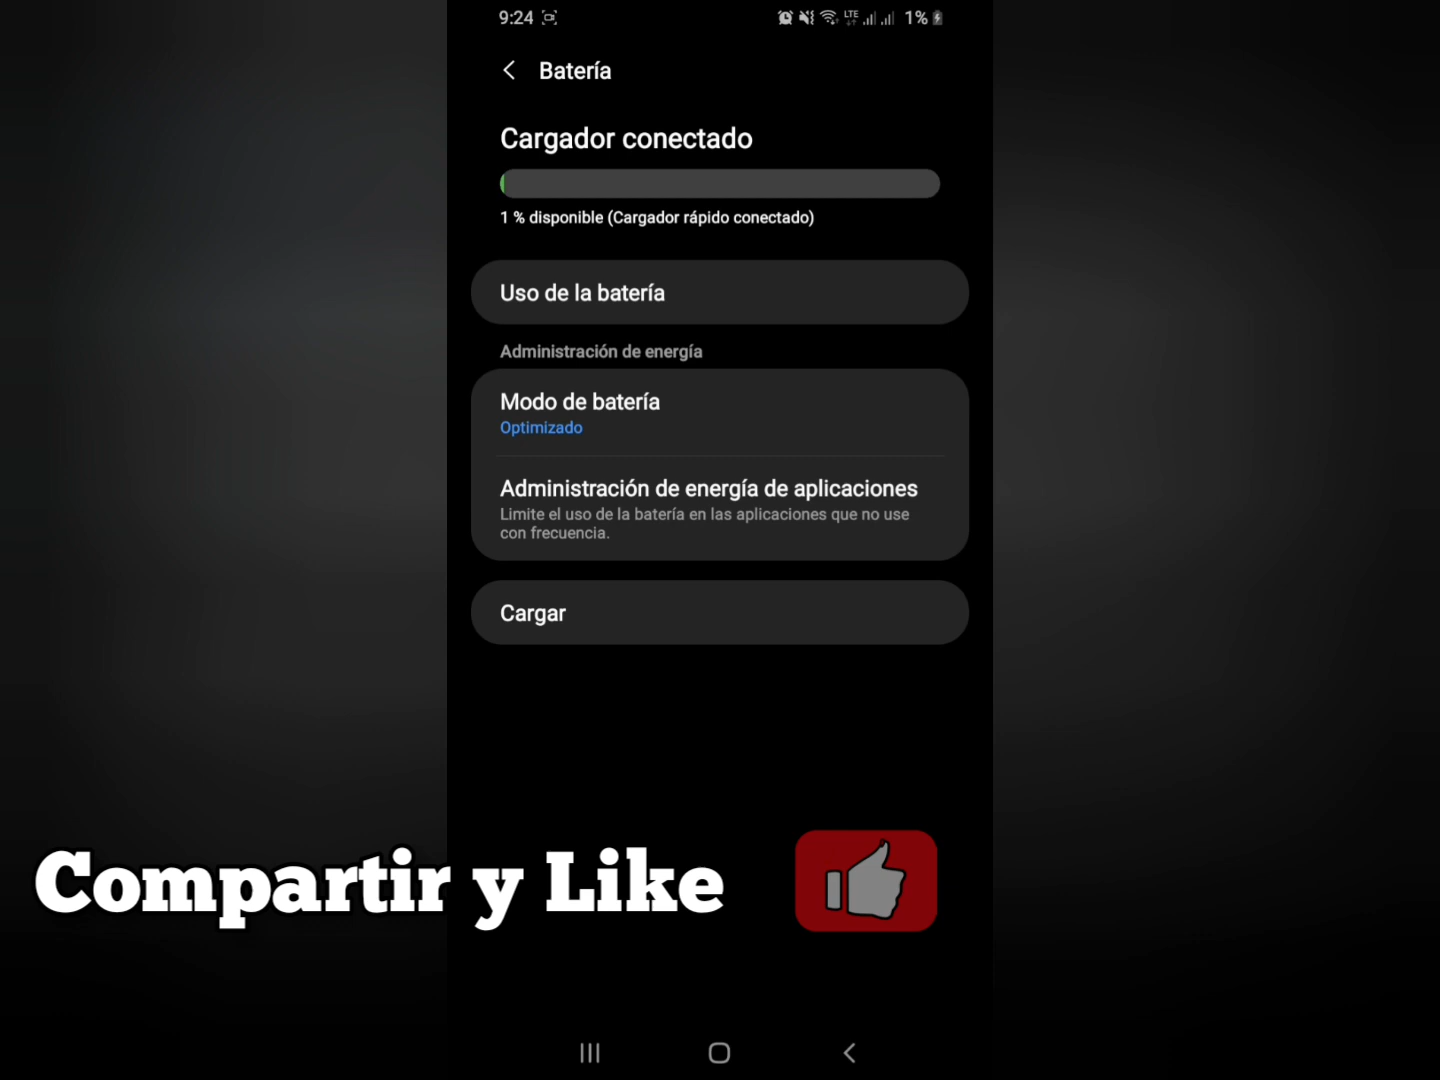 9:24
LTE 1%
Batería
Cargador conectado
1 % disponible (Cargador rápido conectado)
Uso de la batería
Administración de energía
Modo de batería
Optimizado
Administración de energía de aplicaciones
Limite el uso de la batería en las aplicaciones que no use
con frecuencia.
Cargar
Compartir y Like